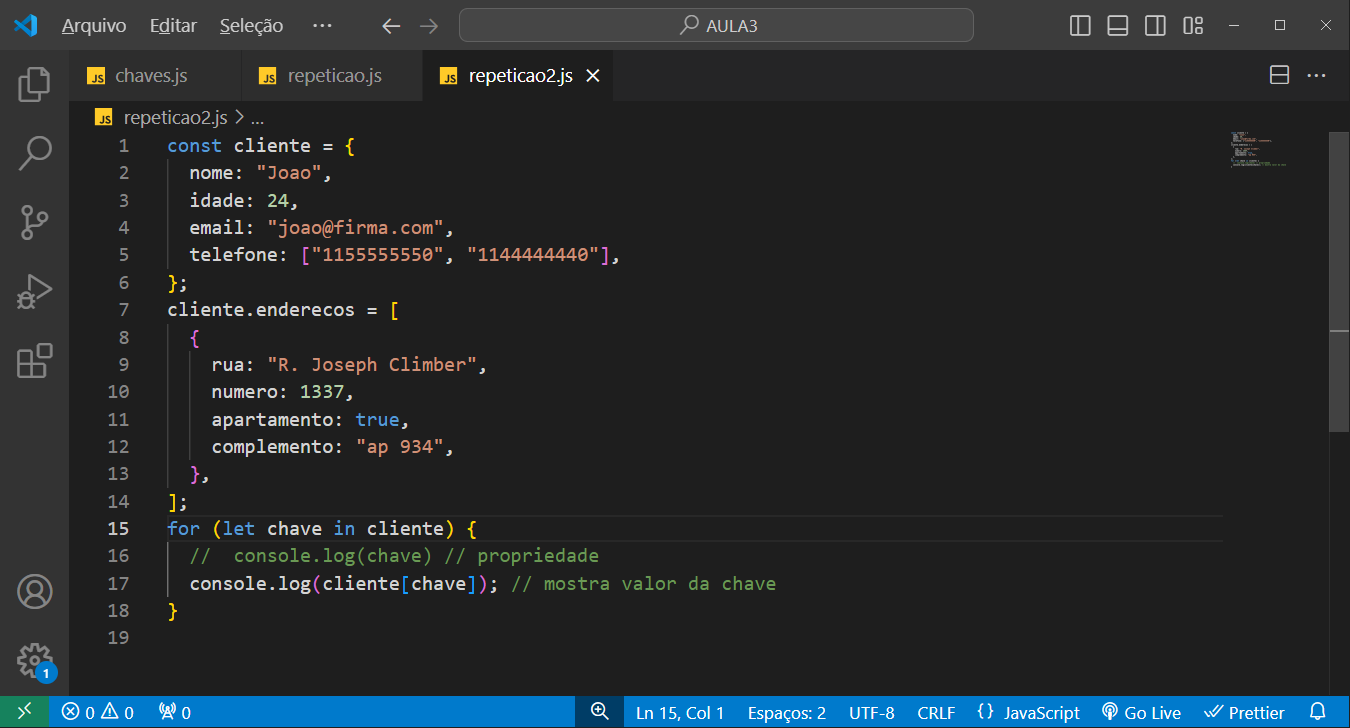 Arquivo Editar Seleção ··· AULA3
JS chaves.js JS repeticao.js JS repeticao2.js
JS repeticao2.js > ...
1 const cliente = {
2   nome: "Joao",
3   idade: 24,
4   email: "joao@firma.com",
5   telefone: ["1155555550", "1144444440"],
6 };
7 cliente.enderecos = [
8   {
9     rua: "R. Joseph Climber",
10     numero: 1337,
11     apartamento: true,
12     complemento: "ap 934",
13   },
14 ];
15 for (let chave in cliente) {
16   //  console.log(chave) // propriedade
17   console.log(cliente[chave]); // mostra valor da chave
18 }
19
1
0 0 0 Ln 15, Col 1 Espaços: 2 UTF-8 CRLF {} JavaScript Go Live Prettier